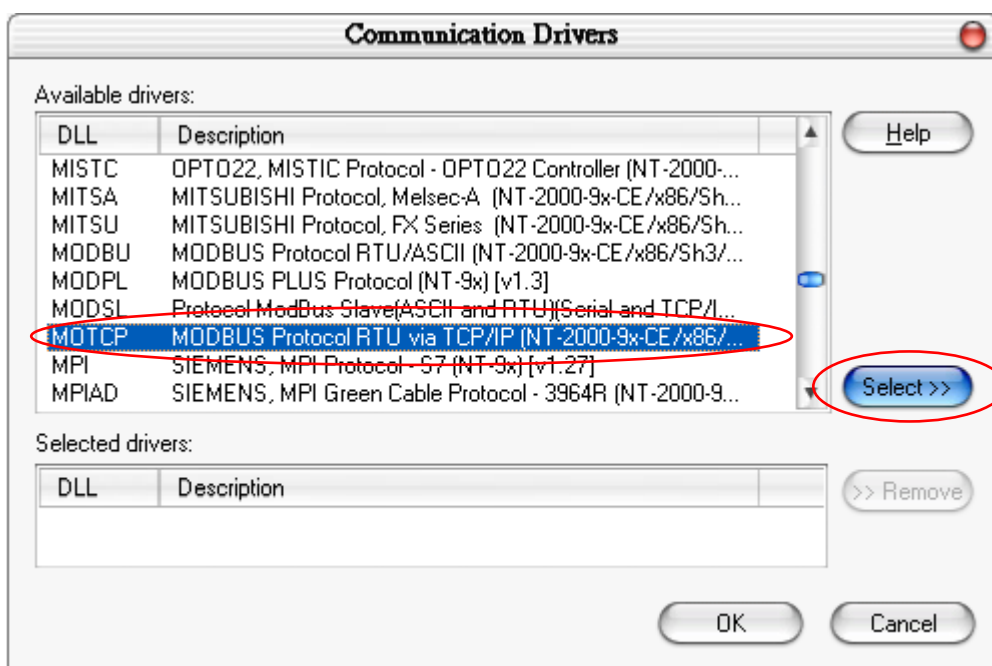 Communication Drivers
Available drivers:
DLL Description
MISTC OPTO22, MISTIC Protocol - OPTO22 Controller (NT-2000-...
MITSA MITSUBISHI Protocol, Melsec-A (NT-2000-9x-CE/x86/Sh...
MITSU MITSUBISHI Protocol, FX Series (NT-2000-9x-CE/x86/Sh...
MODBU MODBUS Protocol RTU/ASCII (NT-2000-9x-CE/x86/Sh3/...
MODPL MODBUS PLUS Protocol (NT-9x) [v1.3]
MODSL Protocol ModBus Slave(ASCII and RTU)(Serial and TCP/I...
MOTCP MODBUS Protocol RTU via TCP/IP (NT-2000-9x-CE/x86/...
MPI SIEMENS, MPI Protocol - S7 (NT-9x) [v1.27]
MPIAD SIEMENS, MPI Green Cable Protocol - 3964R (NT-2000-9...
Help
Select >>
Selected drivers:
DLL Description
>> Remove
OK Cancel